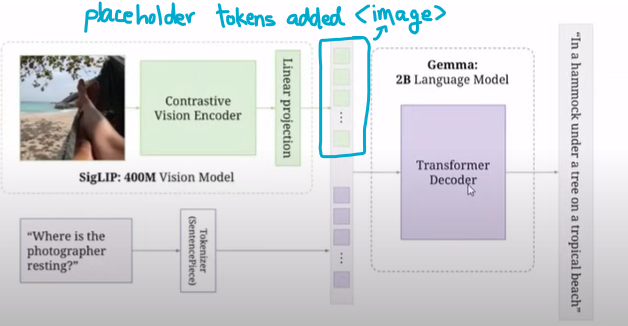 placeholder tokens added <image>
Contrastive
Vision Encoder
Linear projection
SigLIP: 400M Vision Model
"Where is the
photographer
resting?"
Tokenizer
(SentencePiece)
Gemma:
2B Language Model
Transformer
Decoder
"In a hammock under a tree on a tropical beach"